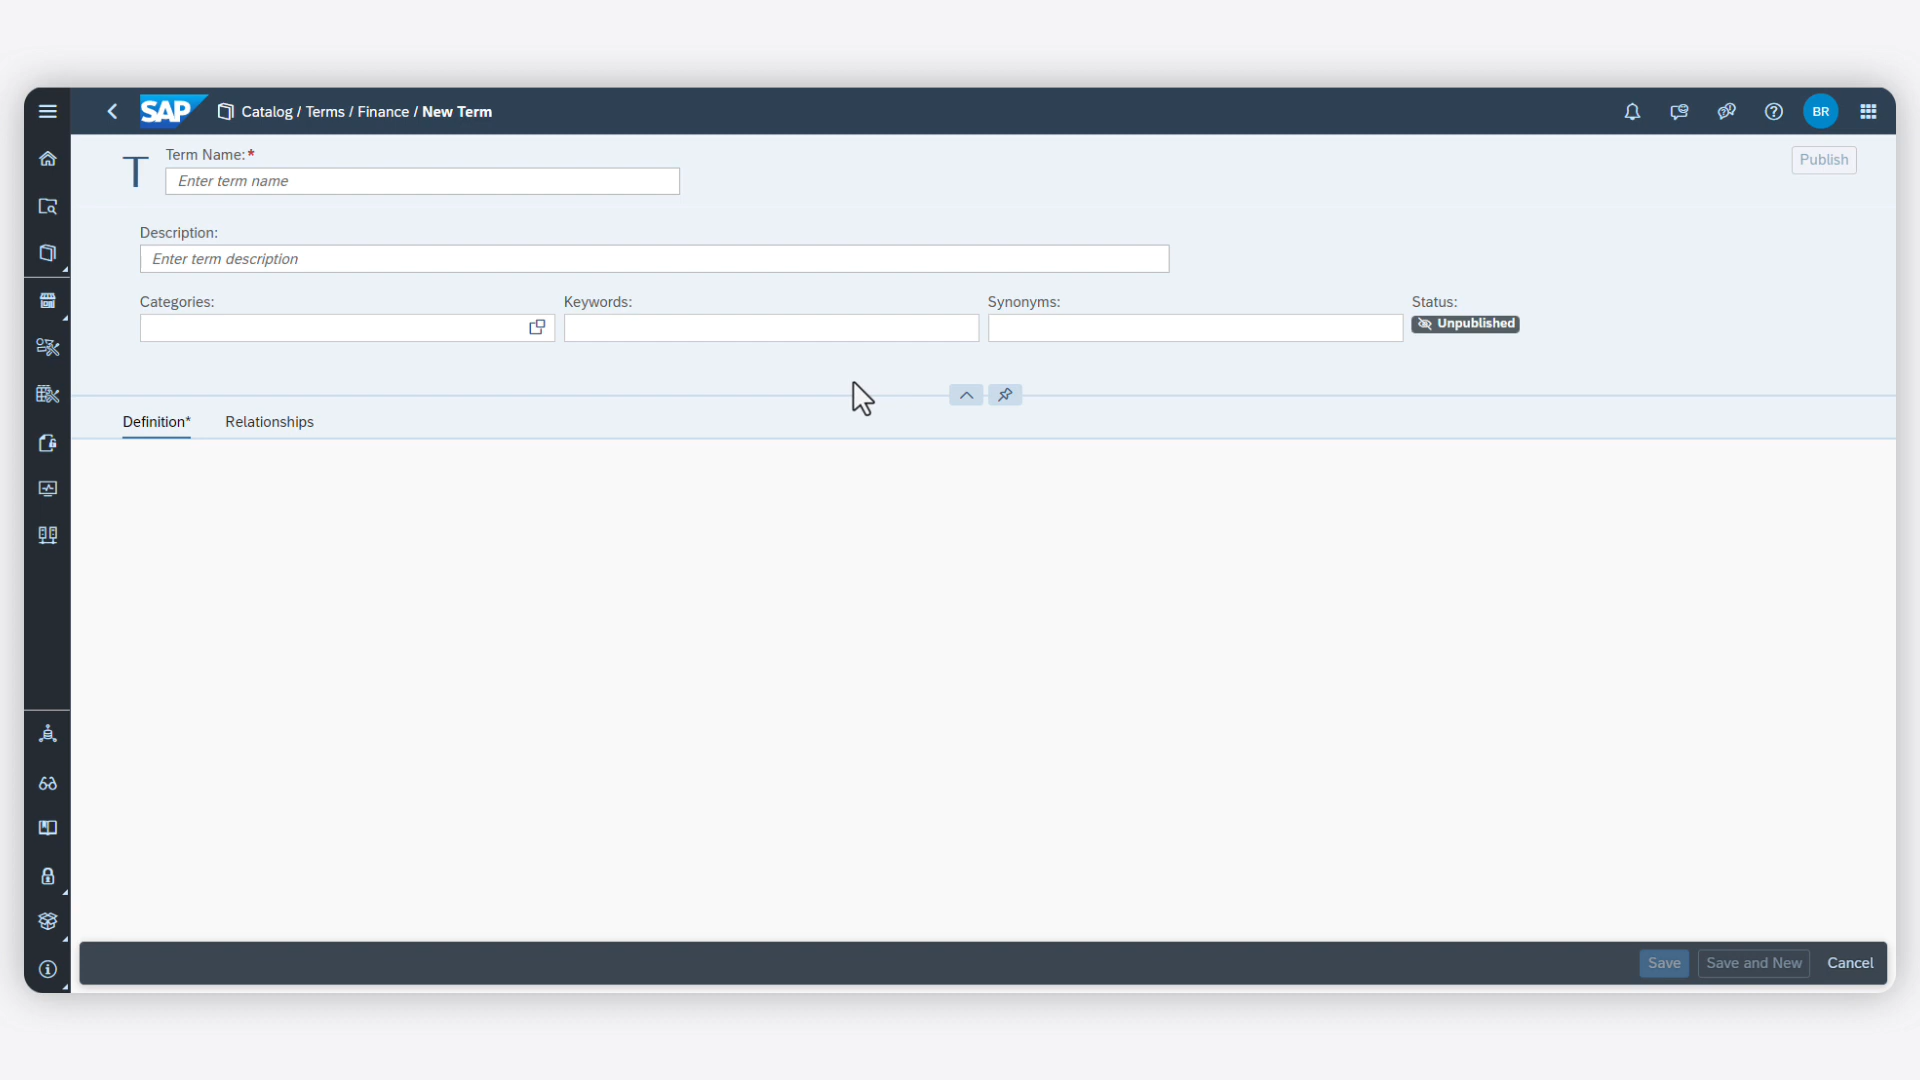 SAP Catalog / Terms / Finance / New Term BR
T Term Name:*
Enter term name
Publish
Description:
Enter term description
Categories: Keywords: Synonyms: Status:
Unpublished
Definition* Relationships
Save Save and New Cancel